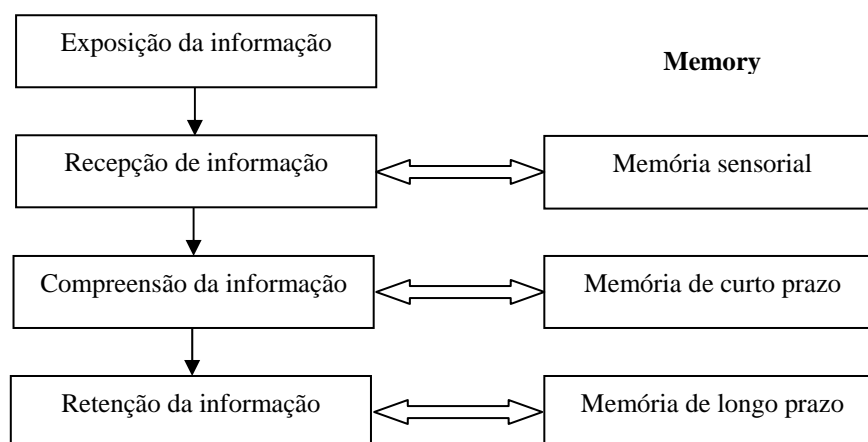 Exposição da informação
Memory
Recepção de informação
Memória sensorial
Compreensão da informação
Memória de curto prazo
Retenção da informação
Memória de longo prazo